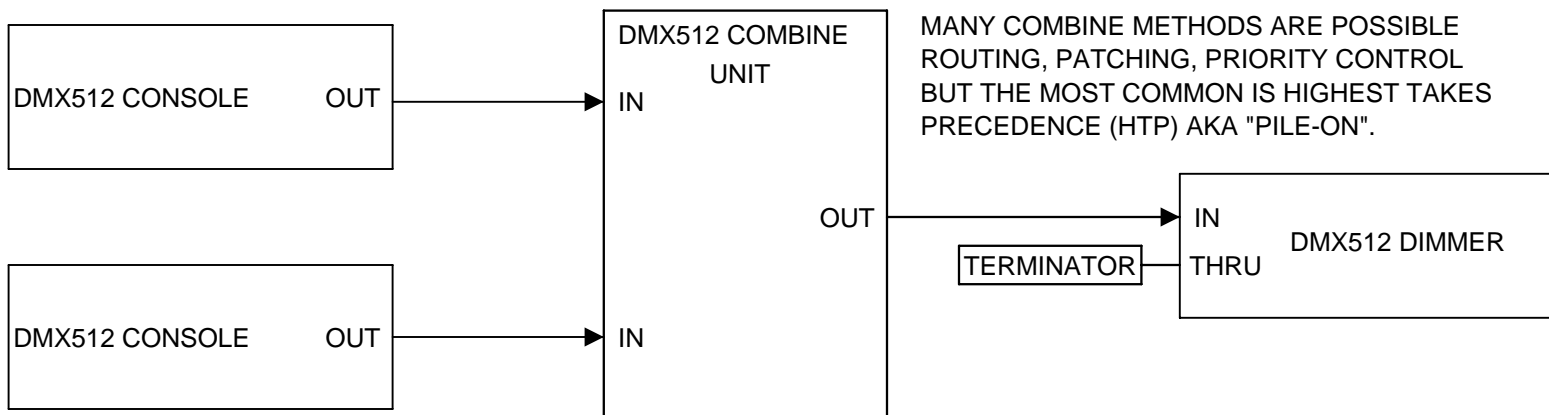 DMX512 CONSOLE OUT
DMX512 COMBINE
UNIT
IN
OUT
IN
DMX512 CONSOLE OUT
MANY COMBINE METHODS ARE POSSIBLE
ROUTING, PATCHING, PRIORITY CONTROL
BUT THE MOST COMMON IS HIGHEST TAKES
PRECEDENCE (HTP) AKA "PILE-ON".
IN
DMX512 DIMMER
TERMINATOR
THRU